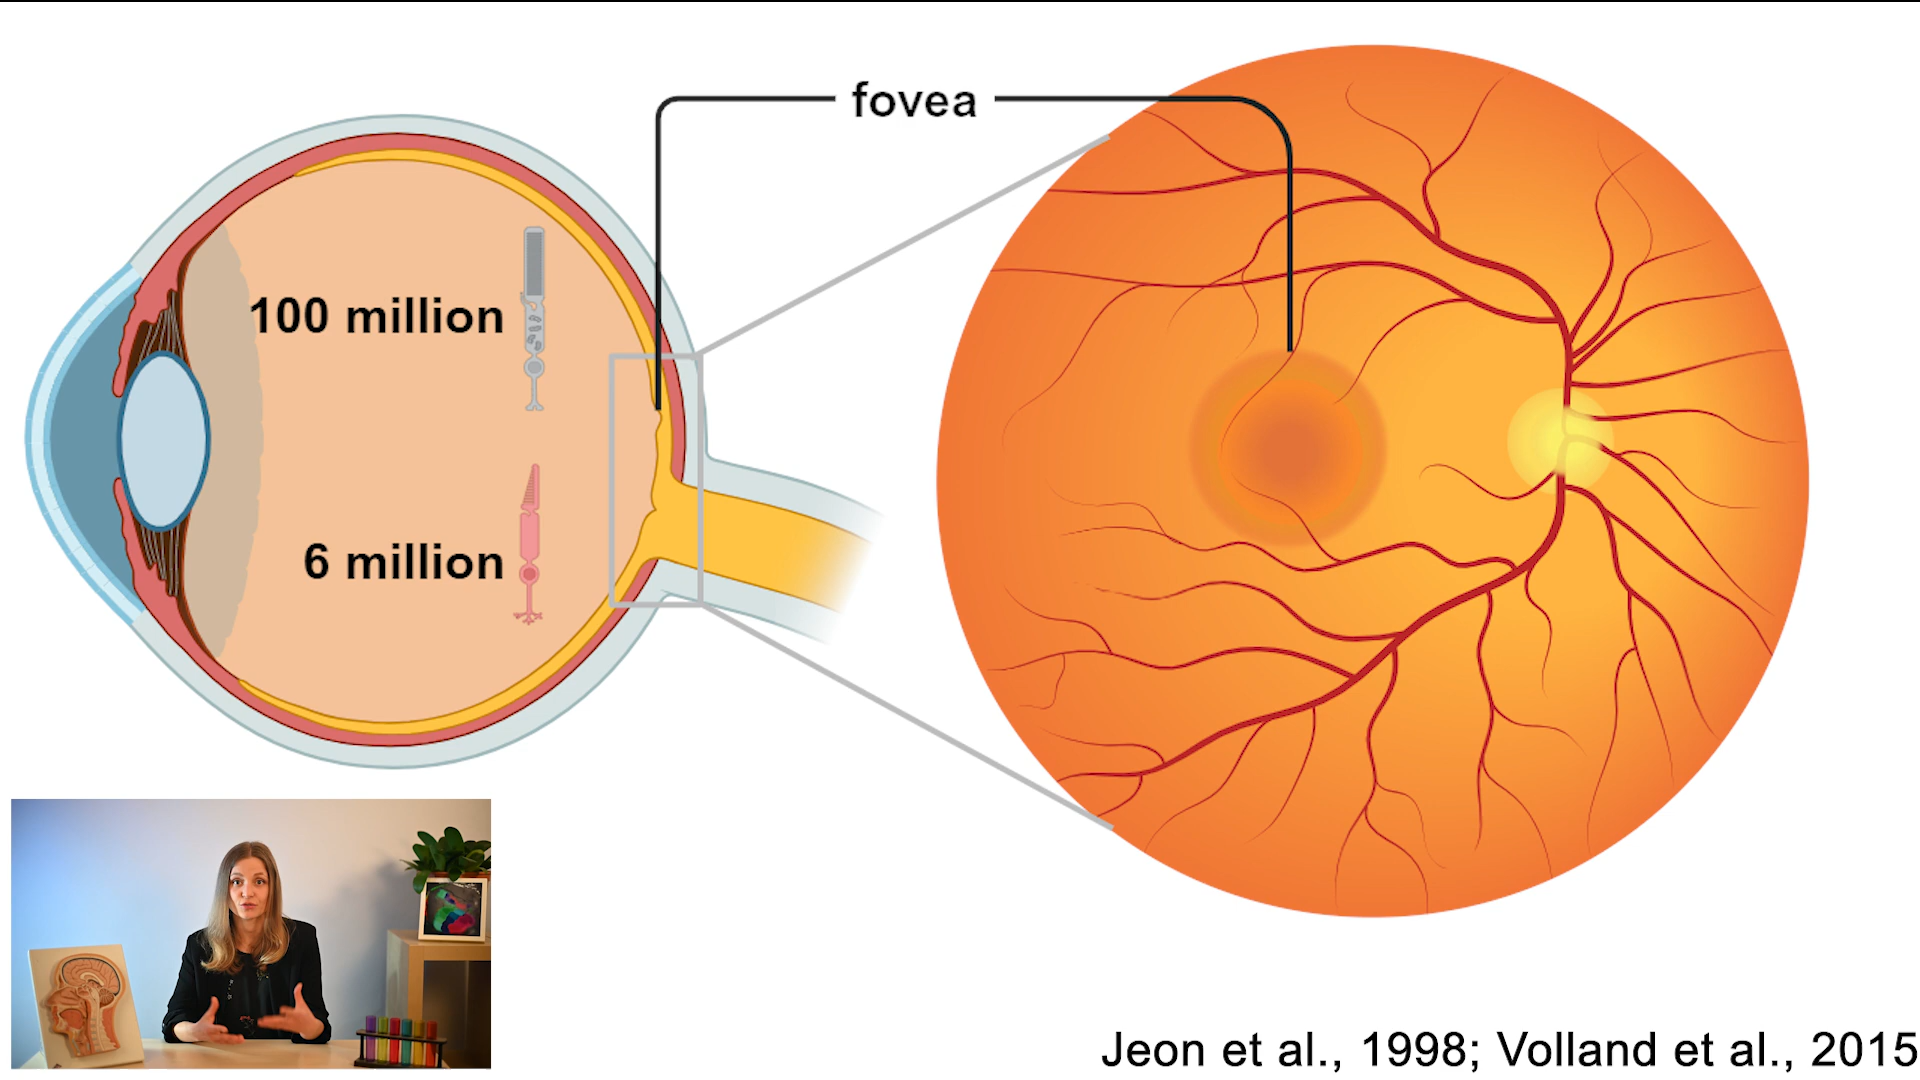 fovea
100 million
6 million
Jeon et al., 1998; Volland et al., 2015